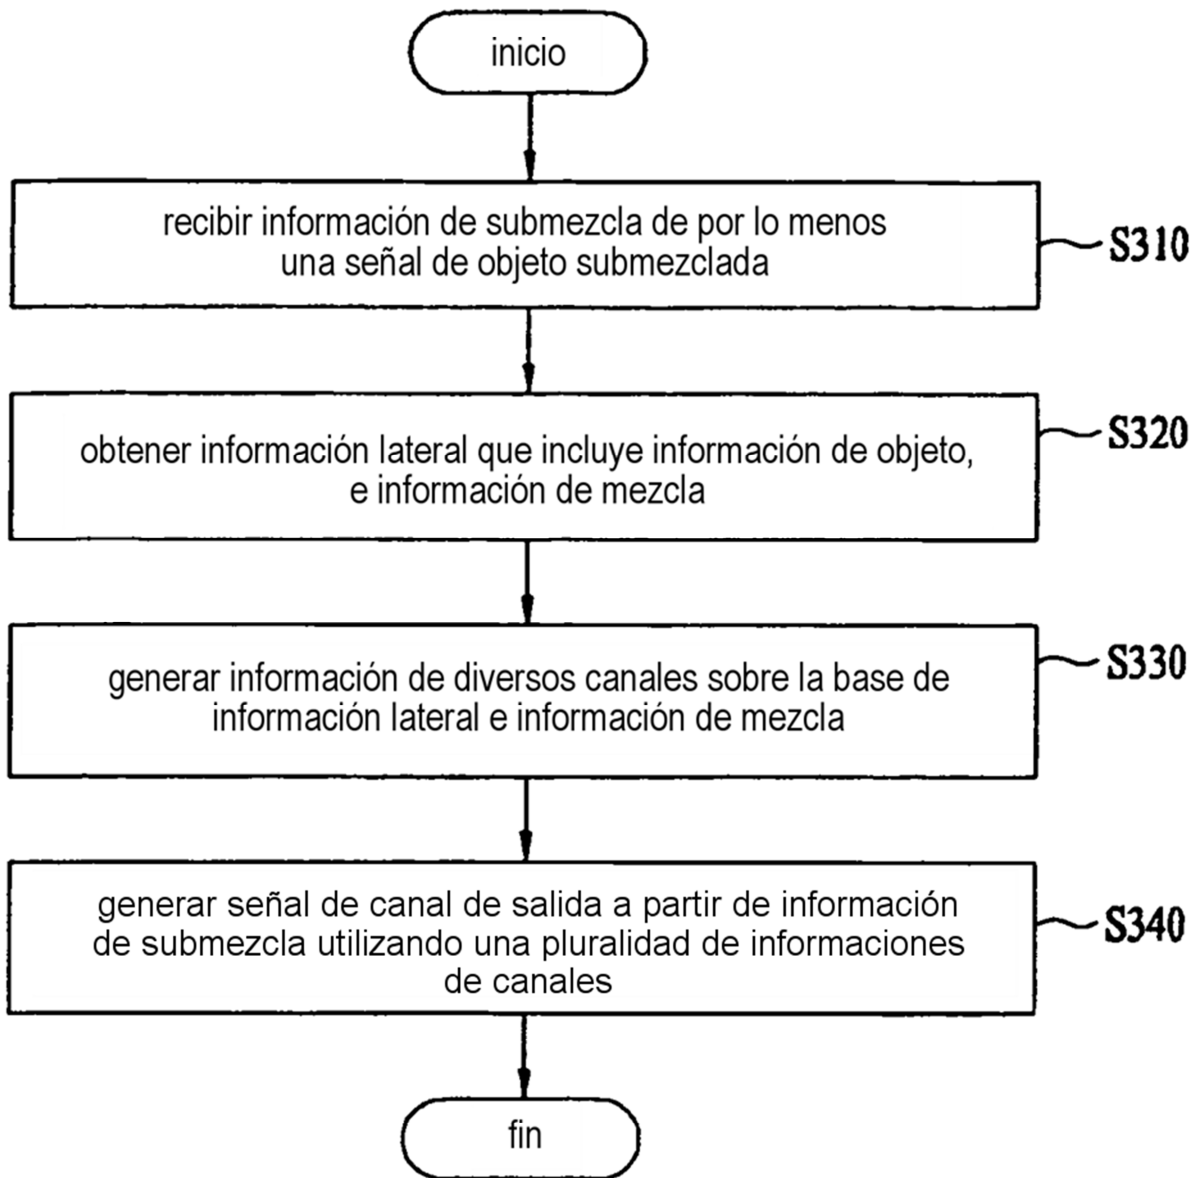 inicio
recibir información de submezcla de por lo menos
una señal de objeto submezclada
S310
obtener información lateral que incluye información de objeto,
e información de mezcla
S320
generar información de diversos canales sobre la base de
información lateral e información de mezcla
S330
generar señal de canal de salida a partir de información
de submezcla utilizando una pluralidad de informaciones
de canales
S340
fin